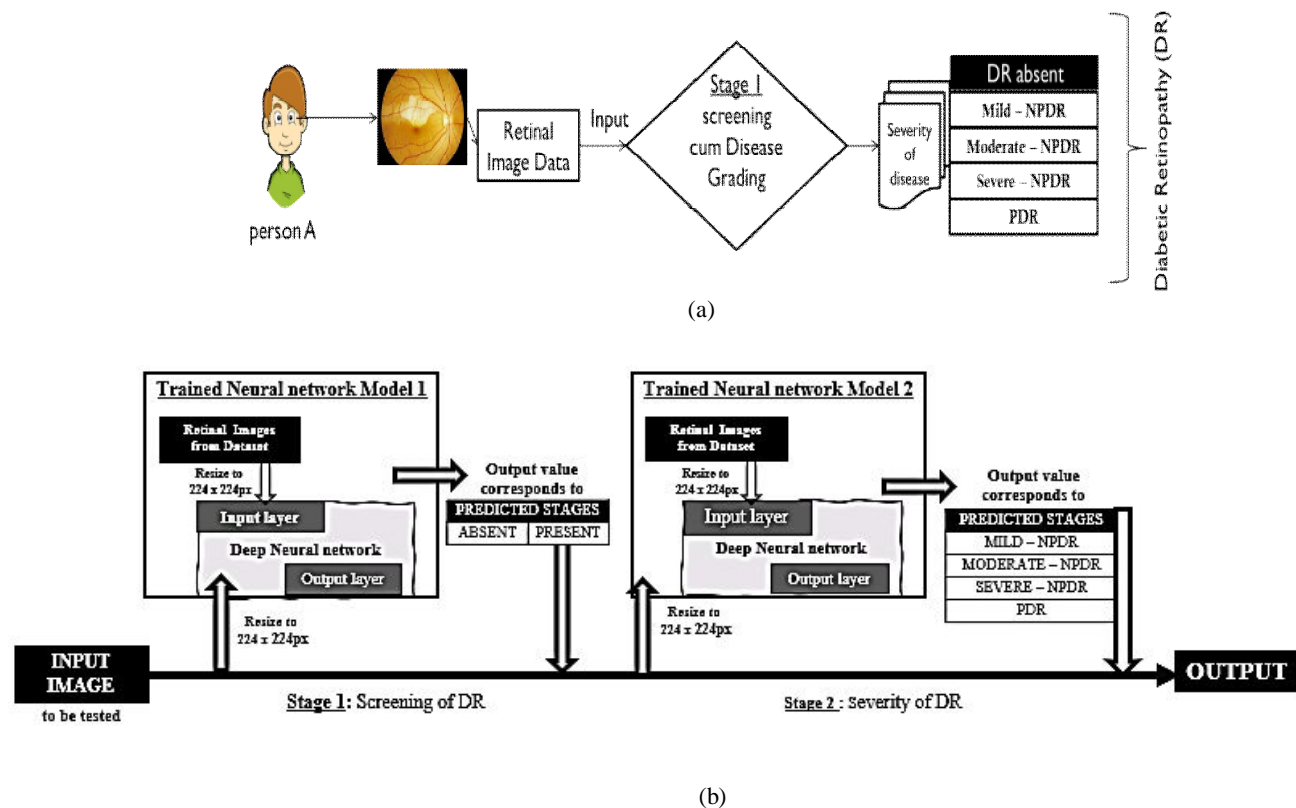 person A
Retinal
Image Data
Input
Stage 1
screening
cum Disease
Grading
Severity
of
disease
DR absent
Mild – NPDR
Moderate – NPDR
Severe – NPDR
PDR
Diabetic Retinopathy (DR)
(a)
Trained Neural network Model 1
Retinal Images
from Dataset
Resize to
224 x 224px
Input layer
Deep Neural network
Output layer
Output value
corresponds to
PREDICTED STAGES
ABSENT PRESENT
Resize to
224 x 224px
Trained Neural network Model 2
Retinal Images
from Dataset
Resize to
224 x 224px
Input layer
Deep Neural network
Output layer
Output value
corresponds to
PREDICTED STAGES
MILD – NPDR
MODERATE – NPDR
SEVERE – NPDR
PDR
Resize to
224 x 224px
INPUT
IMAGE
to be tested
Stage 1: Screening of DR
Stage 2 : Severity of DR
OUTPUT
(b)